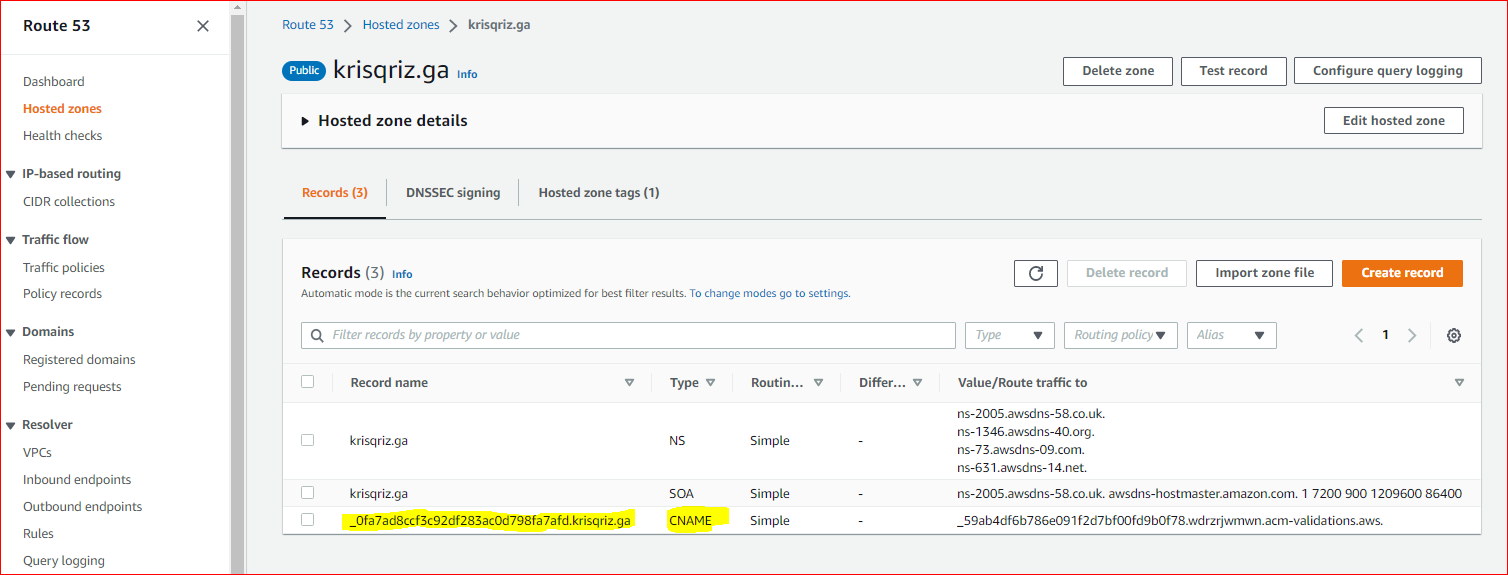 Route 53
Dashboard
Hosted zones
Health checks
IP-based routing
CIDR collections
Traffic flow
Traffic policies
Policy records
Domains
Registered domains
Pending requests
Resolver
VPCs
Inbound endpoints
Outbound endpoints
Rules
Query logging
Route 53 Hosted zones krisqriz.ga
Public krisqriz.ga Info
Delete zone Test record Configure query logging
Hosted zone details Edit hosted zone
Records (3) DNSSEC signing Hosted zone tags (1)
Records (3) Info
Delete record Import zone file Create record
Automatic mode is the current search behavior optimized for best filter results. To change modes go to settings.
Filter records by property or value Type Routing policy Alias 1
Record name Type Routin... Differ... Value/Route traffic to
krisqriz.ga NS Simple -
ns-2005.awsdns-58.co.uk.
ns-1346.awsdns-40.org.
ns-73.awsdns-09.com.
ns-631.awsdns-14.net.
krisqriz.ga SOA Simple - ns-2005.awsdns-58.co.uk. awsdns-hostmaster.amazon.com. 1 7200 900 1209600 86400
_0fa7ad8ccf3c92df283ac0d798fa7afd.krisqriz.ga CNAME Simple - _59ab4df6b786e091f2d7bf00fd9b0f78.wdrzrjwmwn.acm-validations.aws.